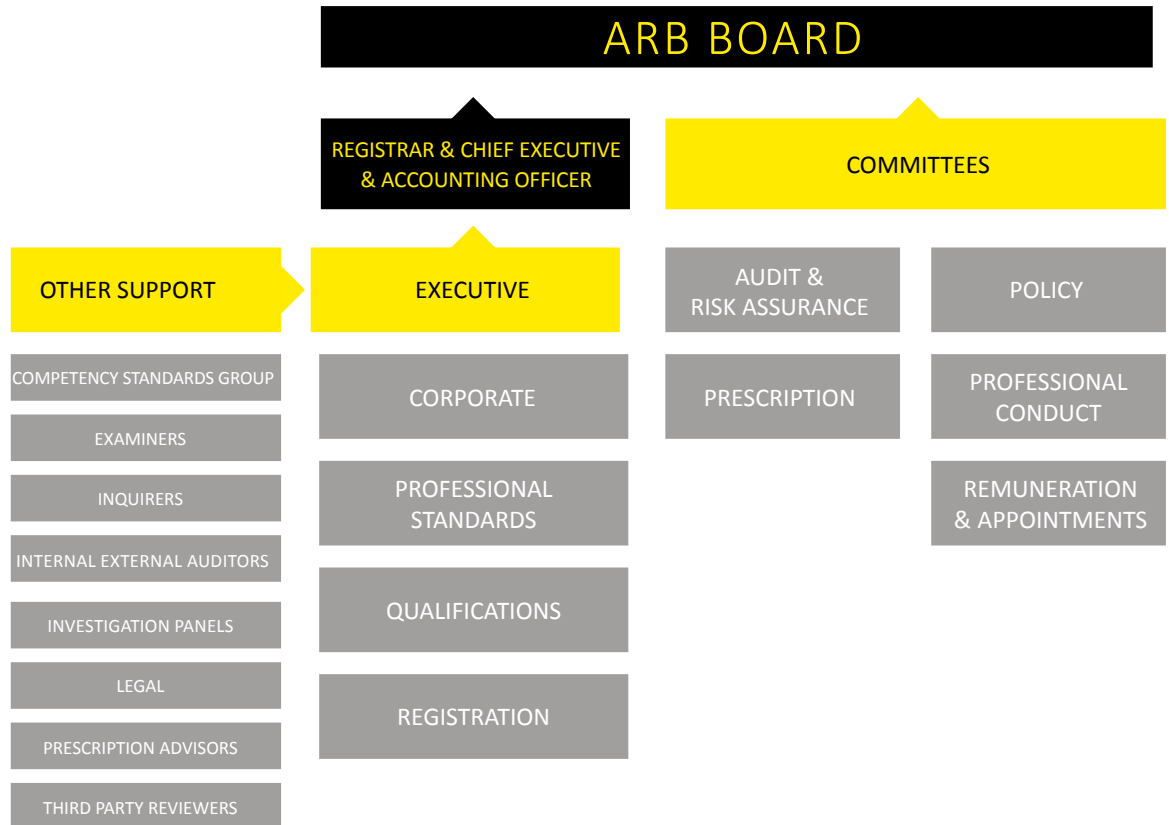 ARB BOARD
REGISTRAR & CHIEF EXECUTIVE
& ACCOUNTING OFFICER
COMMITTEES
OTHER SUPPORT
EXECUTIVE
AUDIT &
RISK ASSURANCE
POLICY
COMPETENCY STANDARDS GROUP
EXAMINERS
INQUIRERS
INTERNAL EXTERNAL AUDITORS
INVESTIGATION PANELS
LEGAL
PRESCRIPTION ADVISORS
THIRD PARTY REVIEWERS
CORPORATE
PROFESSIONAL
STANDARDS
QUALIFICATIONS
REGISTRATION
PRESCRIPTION
PROFESSIONAL
CONDUCT
REMUNERATION
& APPOINTMENTS